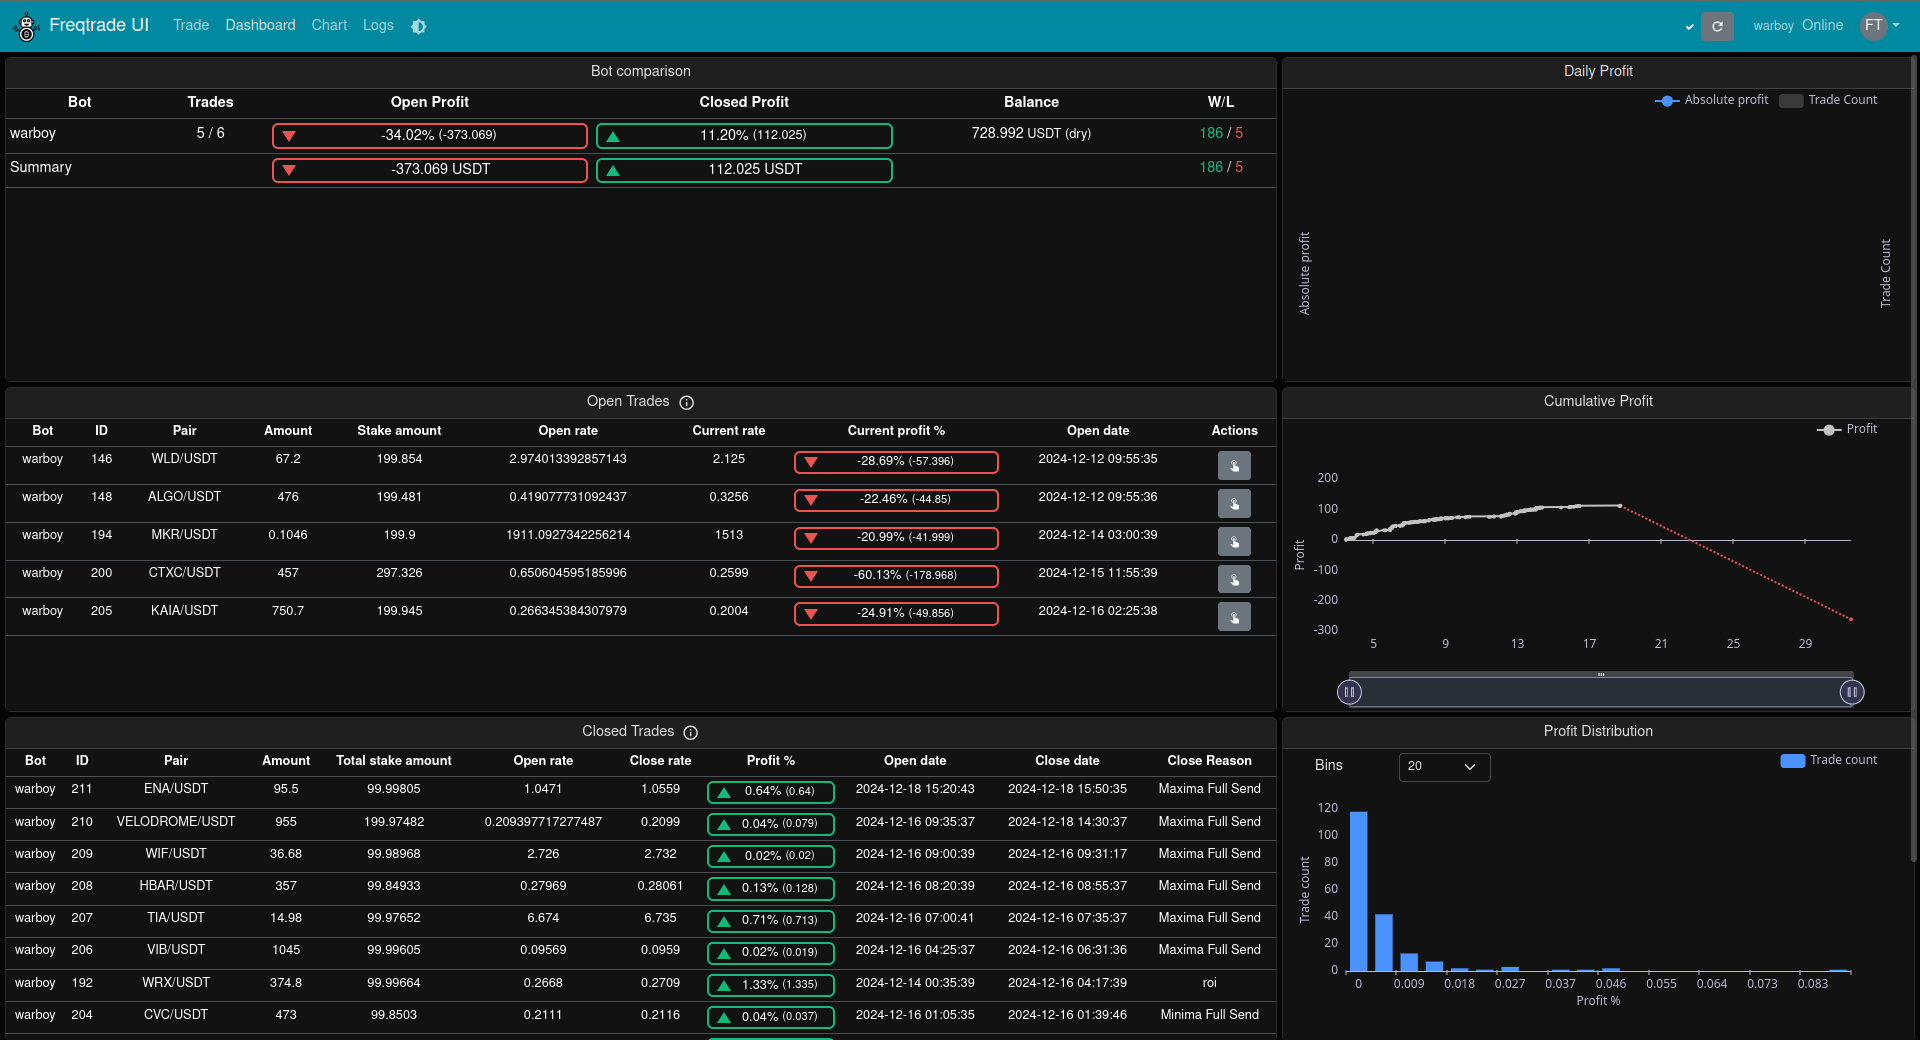 Freqtrade UI Trade Dashboard Chart Logs warboy Online FT
Bot comparison
Bot Trades Open Profit Closed Profit Balance W/L
warboy 5 / 6 -34.02% (-373.069) 11.20% (112.025) 728.992 USDT (dry) 186 / 5
Summary -373.069 USDT 112.025 USDT 186 / 5
Daily Profit
Absolute profit Trade Count
Absolute profit
Trade Count
Open Trades
Bot ID Pair Amount Stake amount Open rate Current rate Current profit % Open date Actions
warboy 146 WLD/USDT 67.2 199.854 2.974013392857143 2.125 -28.69% (-57.396) 2024-12-12 09:55:35
warboy 148 ALGO/USDT 476 199.481 0.419077731092437 0.3256 -22.46% (-44.85) 2024-12-12 09:55:36
warboy 194 MKR/USDT 0.1046 199.9 1911.0927342256214 1513 -20.99% (-41.999) 2024-12-14 03:00:39
warboy 200 CTXC/USDT 457 297.326 0.650604595185996 0.2599 -60.13% (-178.968) 2024-12-15 11:55:39
warboy 205 KAIA/USDT 750.7 199.945 0.266345384307979 0.2004 -24.91% (-49.856) 2024-12-16 02:25:38
Cumulative Profit
Profit
200
100
0
-100
-200
-300
Profit
5 9 13 17 21 25 29
Closed Trades
Bot ID Pair Amount Total stake amount Open rate Close rate Profit % Open date Close date Close Reason
warboy 211 ENA/USDT 95.5 99.99805 1.0471 1.0559 0.64% (0.64) 2024-12-18 15:20:43 2024-12-18 15:50:35 Maxima Full Send
warboy 210 VELODROME/USDT 955 199.97482 0.209397717277487 0.2099 0.04% (0.079) 2024-12-16 09:35:37 2024-12-18 14:30:37 Maxima Full Send
warboy 209 WIF/USDT 36.68 99.98968 2.726 2.732 0.02% (0.02) 2024-12-16 09:00:39 2024-12-16 09:31:17 Maxima Full Send
warboy 208 HBAR/USDT 357 99.84933 0.27969 0.28061 0.13% (0.128) 2024-12-16 08:20:39 2024-12-16 08:55:37 Maxima Full Send
warboy 207 TIA/USDT 14.98 99.97652 6.674 6.735 0.71% (0.713) 2024-12-16 07:00:41 2024-12-16 07:35:37 Maxima Full Send
warboy 206 VIB/USDT 1045 99.99605 0.09569 0.0959 0.02% (0.019) 2024-12-16 04:25:37 2024-12-16 06:31:36 Maxima Full Send
warboy 192 WRX/USDT 374.8 99.99664 0.2668 0.2709 1.33% (1.335) 2024-12-14 00:35:39 2024-12-16 04:17:39 roi
warboy 204 CVC/USDT 473 99.8503 0.2111 0.2116 0.04% (0.037) 2024-12-16 01:05:35 2024-12-16 01:39:46 Minima Full Send
Profit Distribution
Bins 20 Trade count
120
100
80
60
40
20
0
Trade count
0 0.009 0.018 0.027 0.037 0.046 0.055 0.064 0.073 0.083
Profit %